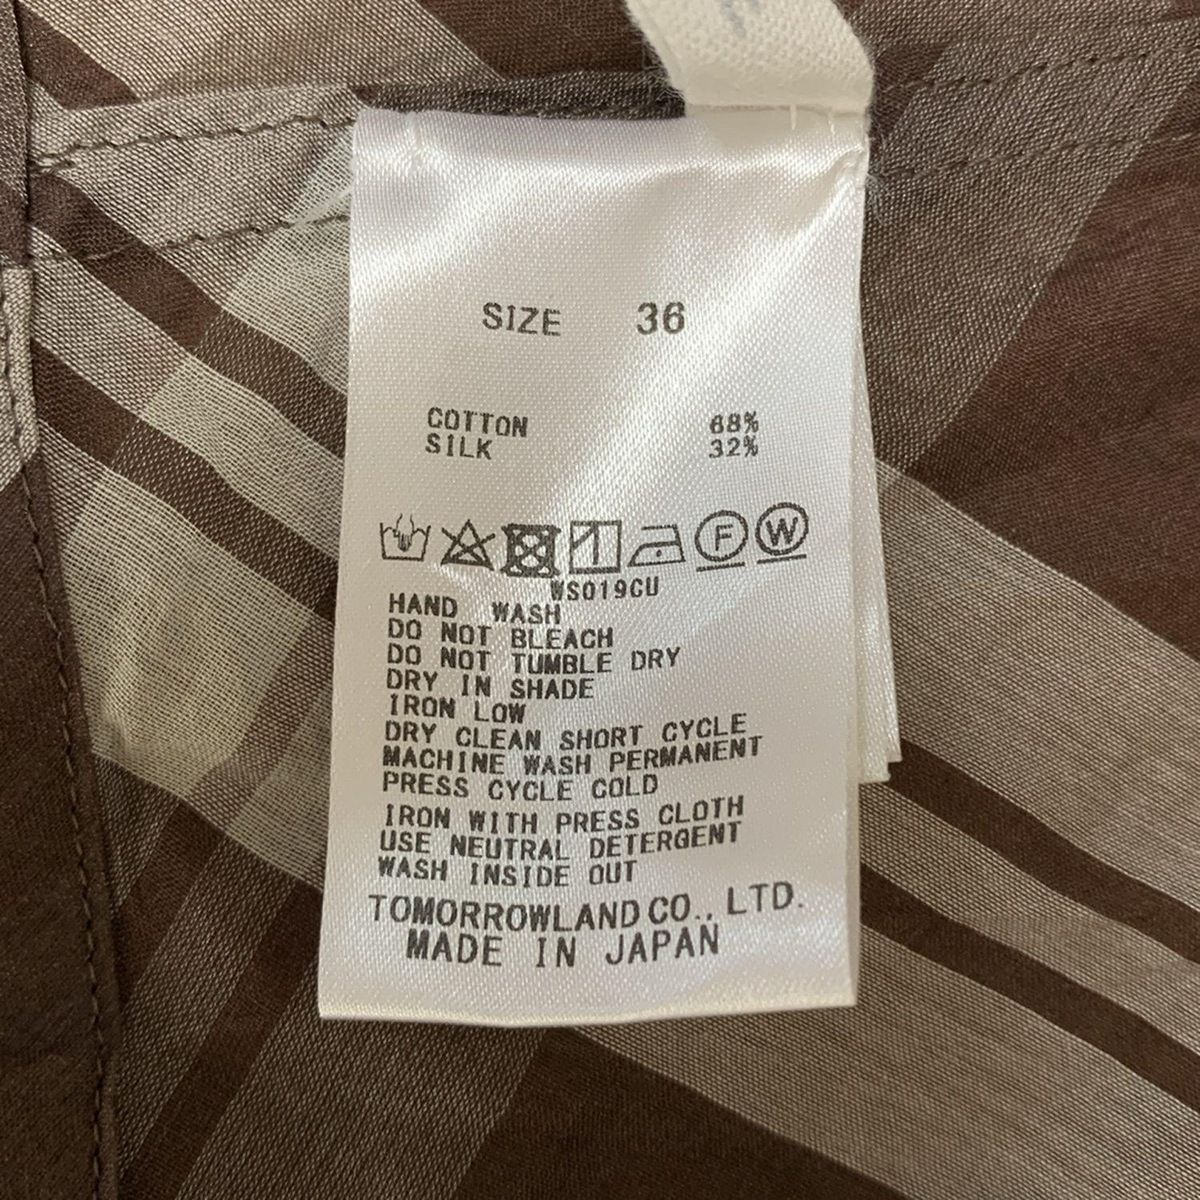 SIZE 36
COTTON 68%
SILK 32%
F W
WS019CU
HAND WASH
DO NOT BLEACH
DO NOT TUMBLE DRY
DRY IN SHADE
IRON LOW
DRY CLEAN SHORT CYCLE
MACHINE WASH PERMANENT
PRESS CYCLE COLD
IRON WITH PRESS CLOTH
USE NEUTRAL DETERGENT
WASH INSIDE OUT
TOMORROWLAND CO., LTD.
MADE IN JAPAN